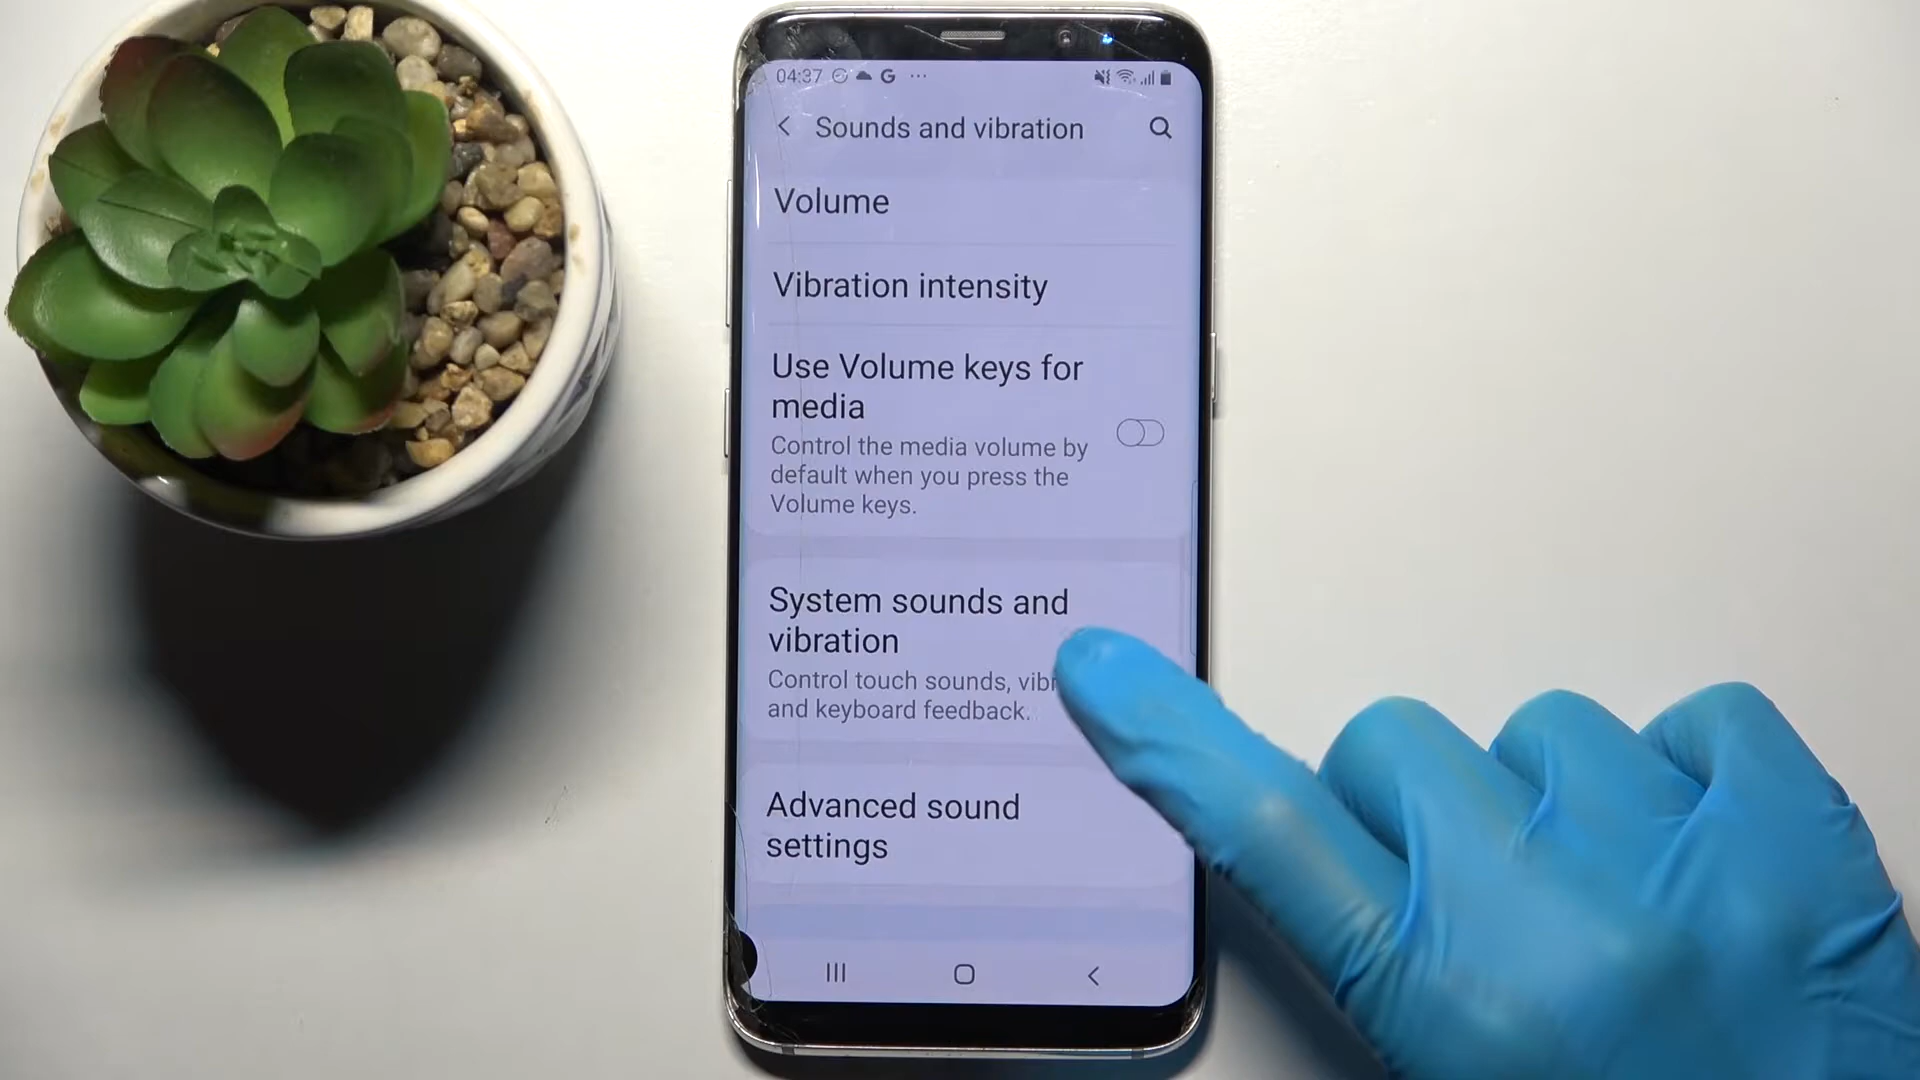 04:37 G ...
Sounds and vibration
Volume
Vibration intensity
Use Volume keys for
media
Control the media volume by
default when you press the
Volume keys.
System sounds and
vibration
Control touch sounds, vibr
and keyboard feedback.
Advanced sound
settings